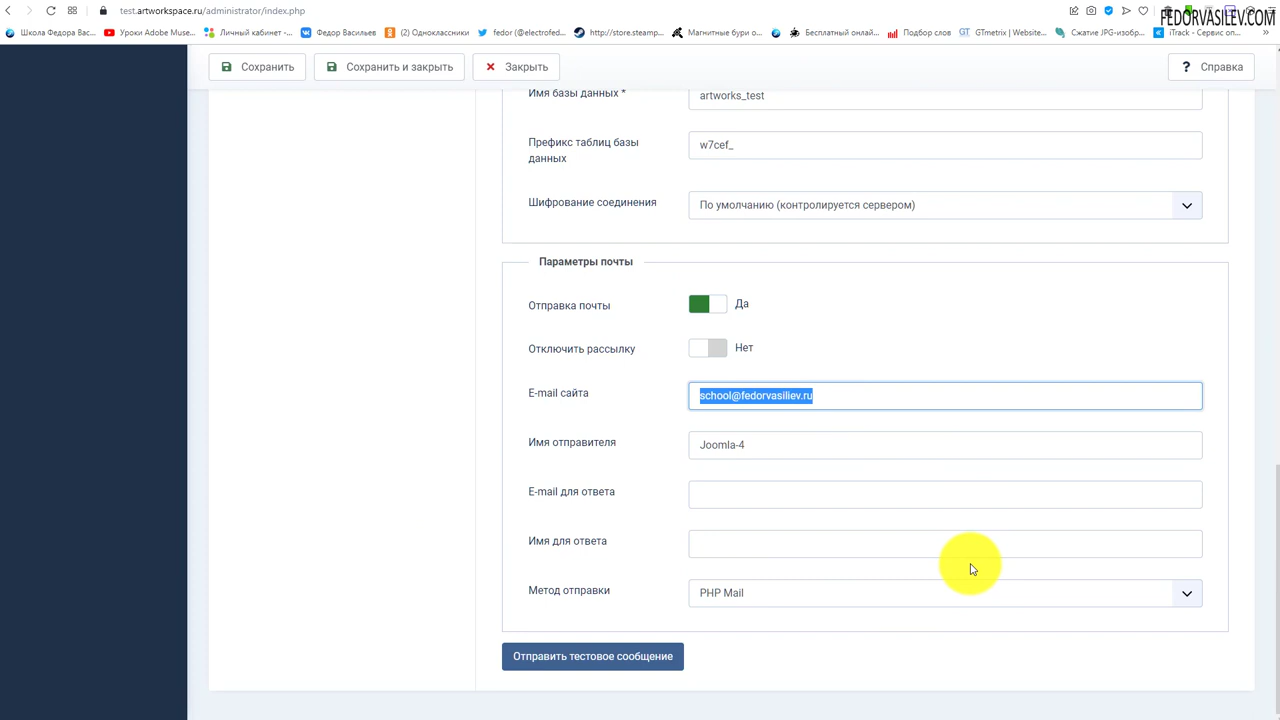 test.artworkspace.ru/administrator/index.php
FEDORVASILEV.COM
Школа Федора Вас...
Уроки Adobe Muse...
Личный кабинет -...
Федор Васильев
(2) Одноклассники
fedor (@electrofed...
http://store.steamp...
Магнитные бури о...
Бесплатный онлай...
Подбор слов
GTmetrix | Website...
Сжатие JPG-изобр...
iTrack - Сервис оп...
»
Сохранить
Сохранить и закрыть
Закрыть
? Справка
Имя базы данных *
artworks_test
Префикс таблиц базы
данных
w7cef_
Шифрование соединения
По умолчанию (контролируется сервером)
Параметры почты
Отправка почты
Да
Отключить рассылку
Нет
E-mail сайта
school@fedorvasiliev.ru
Имя отправителя
Joomla-4
E-mail для ответа
Имя для ответа
Метод отправки
PHP Mail
Отправить тестовое сообщение